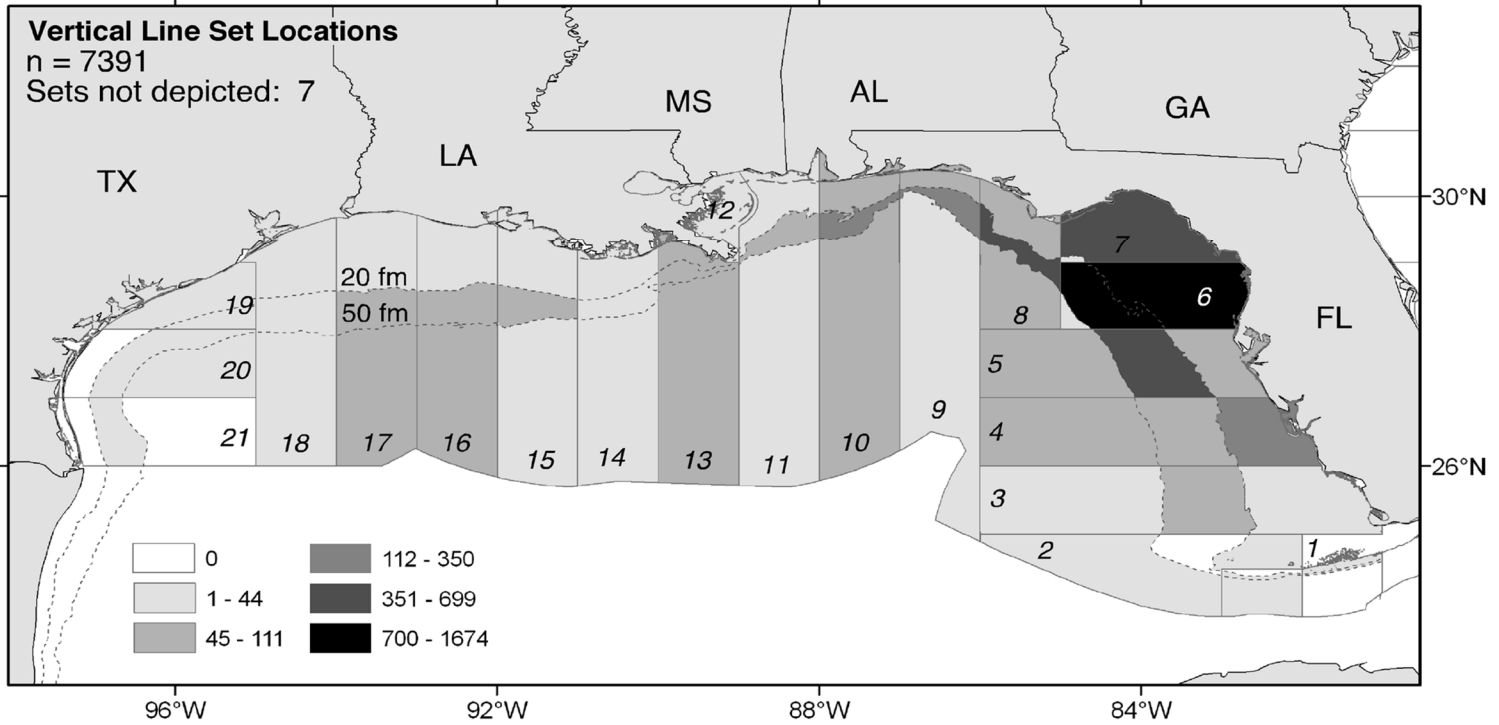 Vertical Line Set Locations
n = 7391
Sets not depicted: 7
MS
AL
GA
LA
TX
30°N
12
7
20 fm
19
6
50 fm
8
FL
20
5
9
4
21
18
17
16
15
14
13
11
10
26°N
3
2
1
0
112 - 350
1 - 44
351 - 699
45 - 111
700 - 1674
96°W
92°W
88°W
84°W